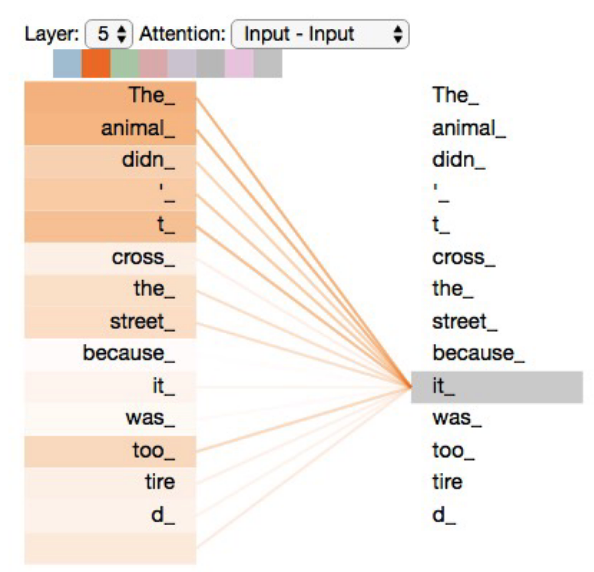 Layer: 5 Attention: Input - Input
The_ The_
animal_ animal_
didn_ didn_
'_ '_
t_ t_
cross_ cross_
the_ the_
street_ street_
because_ because_
it_ it_
was_ was_
too_ too_
tire tire
d_ d_